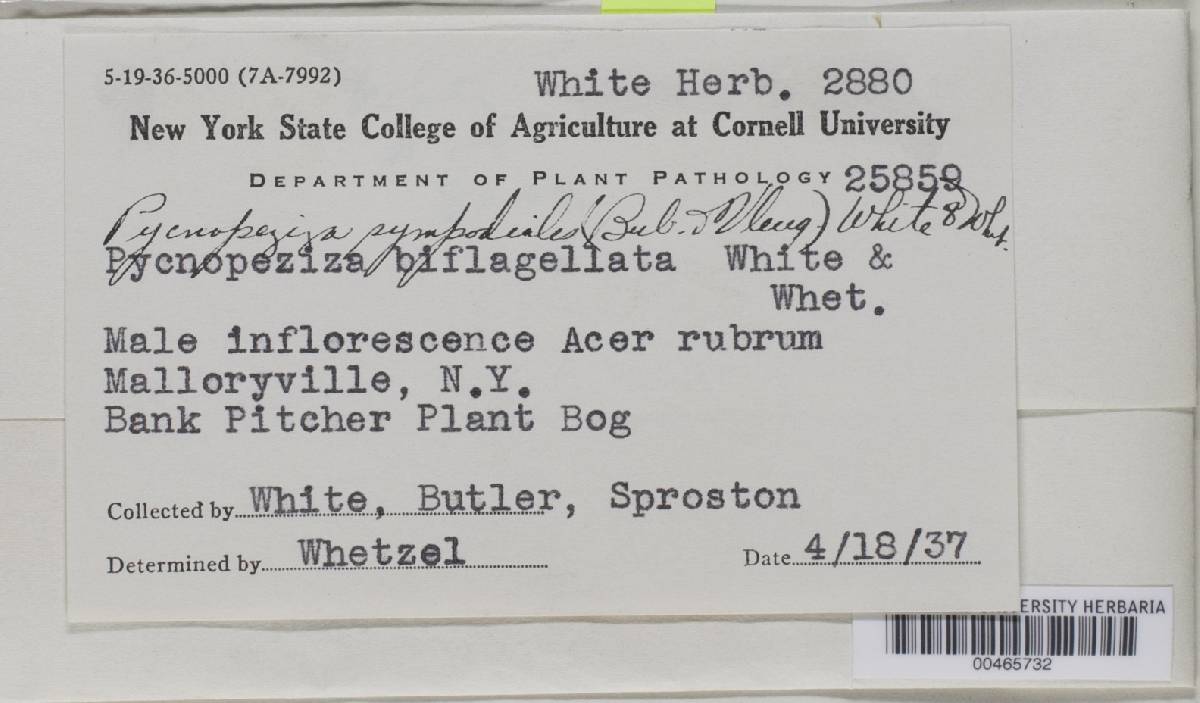 5-19-36-5000 (7A-7992)
White Herb. 2880
New York State College of Agriculture at Cornell University
DEPARTMENT OF PLANT PATHOLOGY 25859
Pycnopeziza sympodialis (Bub. & Vleug) White & Whet.
Pycnopeziza biflagellata White &
Whet.
Male inflorescence Acer rubrum
Malloryville, N.Y.
Bank Pitcher Plant Bog
Collected by White, Butler, Sproston
Determined by Whetzel
Date 4/18/37
ERSITY HERBARIA
00465732